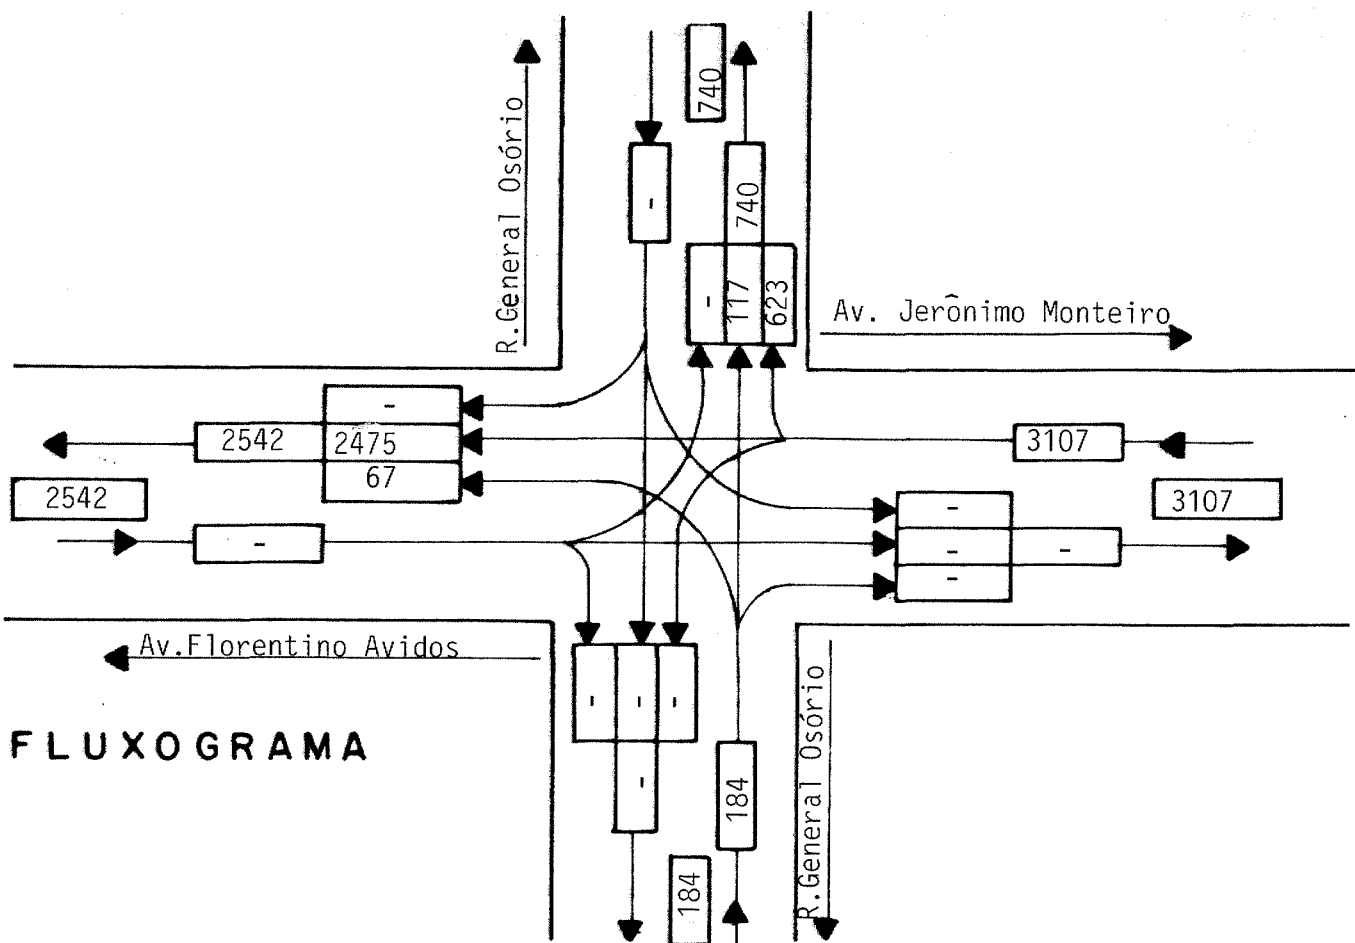 740
R.General Osório
-
740
- 117 623
Av. Jerônimo Monteiro
-
2542 2475
67
3107
2542
3107
-
-
- -
-
Av.Florentino Avidos
- - -
-
FLUXOGRAMA
184
R.General Osório
184